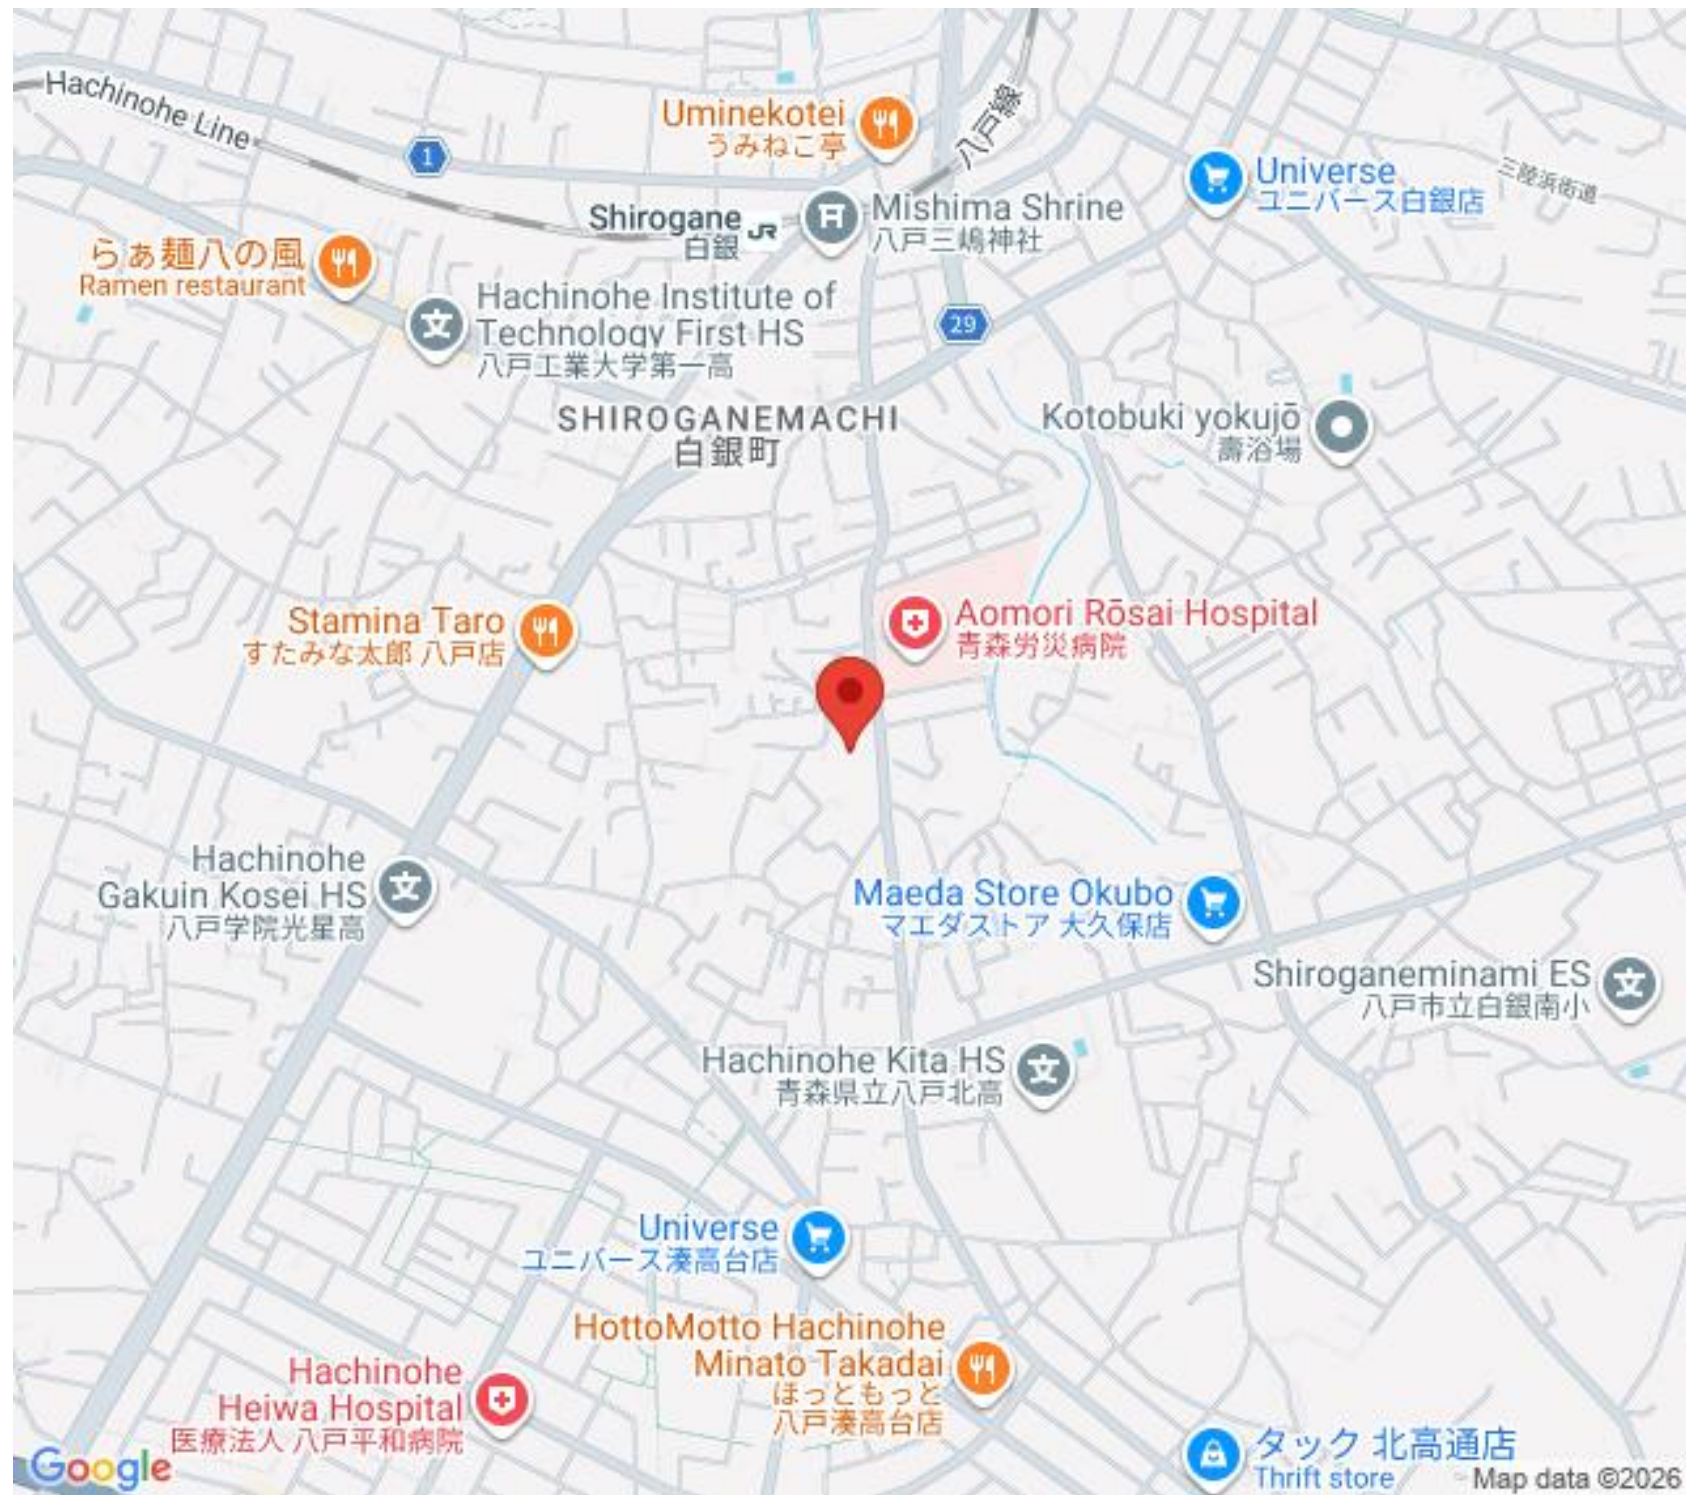 Hachinohe Line
1
Uminekotei
うみねこ亭
八戸線
Universe
ユニバース白銀店
三陸浜街道
Shirogane
白銀
JR
Mishima Shrine
八戸三嶋神社
らぁ麺八の風
Ramen restaurant
Hachinohe Institute of
Technology First HS
八戸工業大学第一高
29
SHIROGANEMACHI
白銀町
Kotobuki yokujō
壽浴場
Stamina Taro
すたみな太郎 八戸店
Aomori Rōsai Hospital
青森労災病院
Hachinohe
Gakuin Kosei HS
八戸学院光星高
Maeda Store Okubo
マエダストア 大久保店
Shiroganeminami ES
八戸市立白銀南小
Hachinohe Kita HS
青森県立八戸北高
Universe
ユニバース湊高台店
HottoMotto Hachinohe
Minato Takadai
ほっともっと
八戸湊高台店
Hachinohe
Heiwa Hospital
医療法人 八戸平和病院
タック 北高通店
Thrift store
Google
Map data ©2026